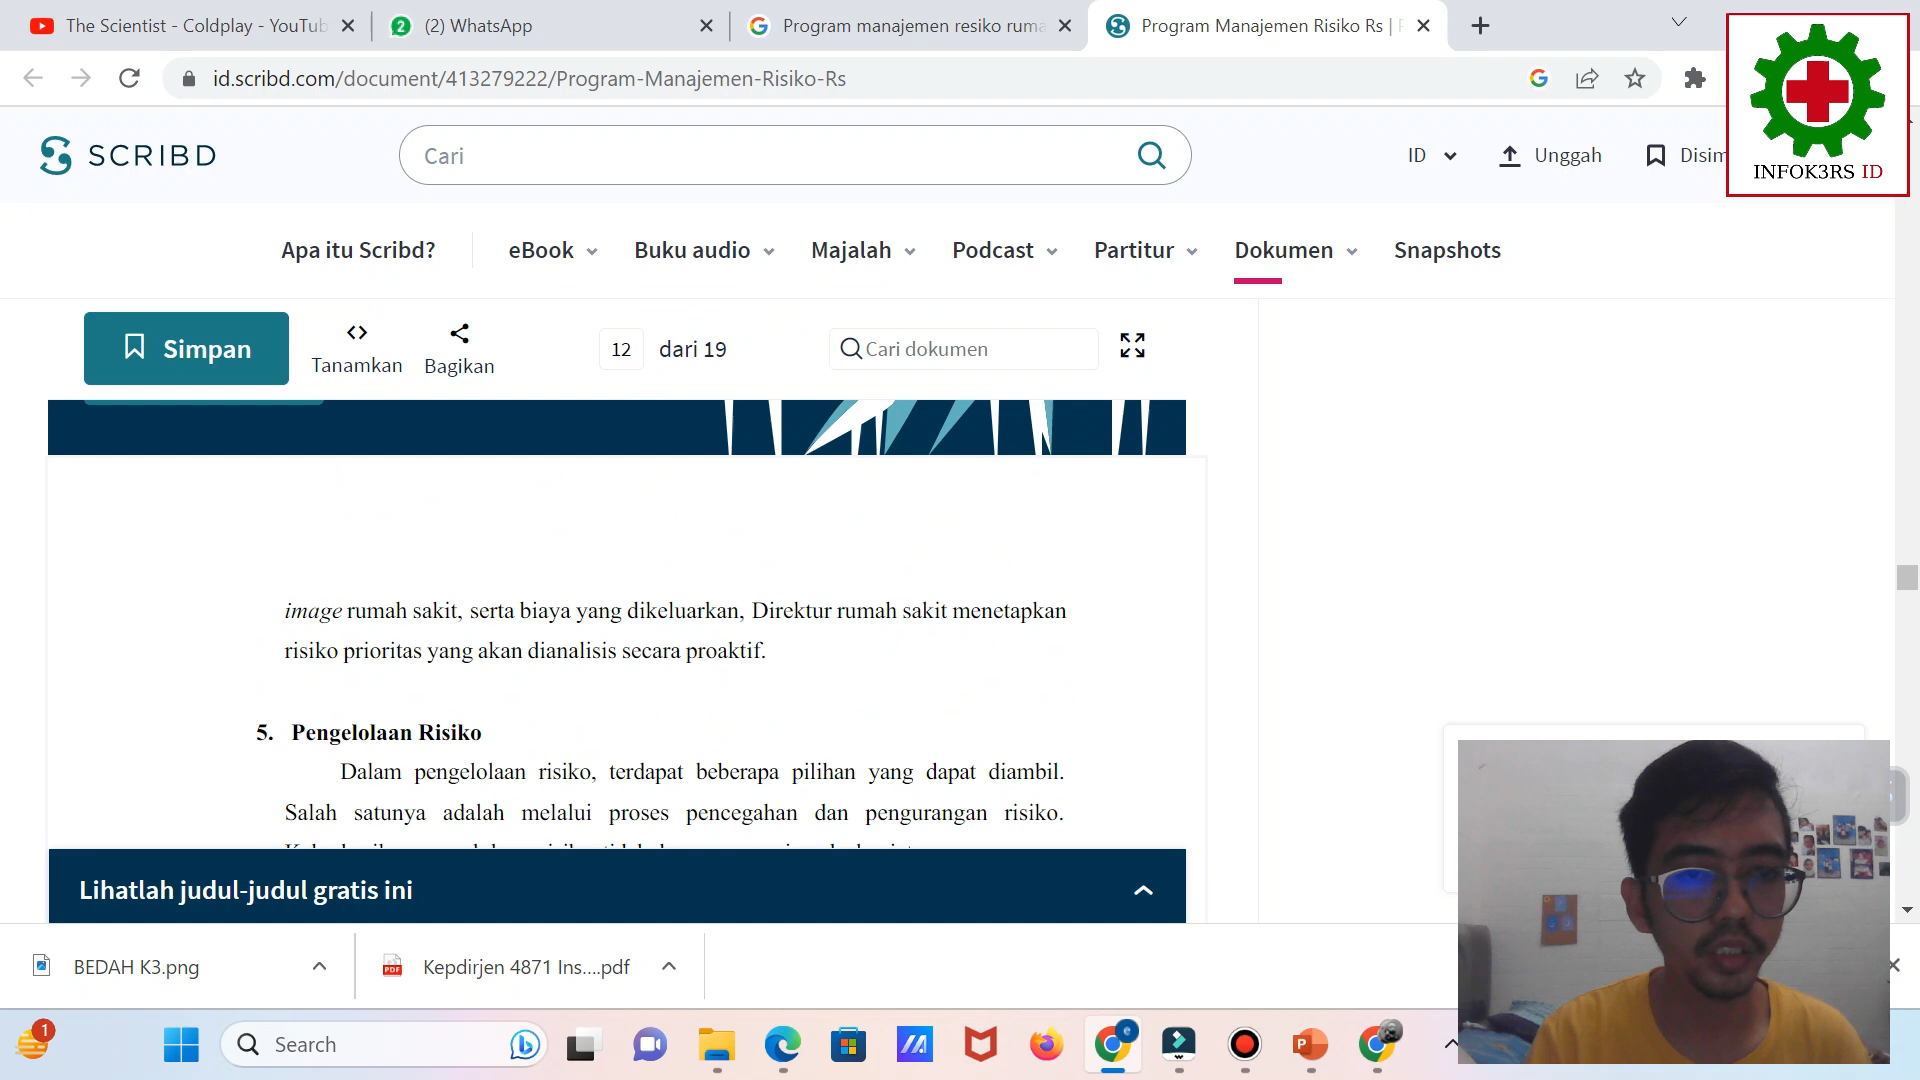 The Scientist - Coldplay - YouTub
(2) WhatsApp
Program manajemen resiko ruma
Program Manajemen Risiko Rs |
id.scribd.com/document/413279222/Program-Manajemen-Risiko-Rs
INFOK3RS ID
SCRIBD
Cari
ID
Unggah
Disim
Apa itu Scribd?
eBook
Buku audio
Majalah
Podcast
Partitur
Dokumen
Snapshots
Simpan
Tanamkan
Bagikan
12 dari 19
Cari dokumen
image rumah sakit, serta biaya yang dikeluarkan, Direktur rumah sakit menetapkan
risiko prioritas yang akan dianalisis secara proaktif.
5. Pengelolaan Risiko
Dalam pengelolaan risiko, terdapat beberapa pilihan yang dapat diambil.
Salah satunya adalah melalui proses pencegahan dan pengurangan risiko.
Lihatlah judul-judul gratis ini
BEDAH K3.png
PDF
Kepdirjen 4871 Ins....pdf
1
Search